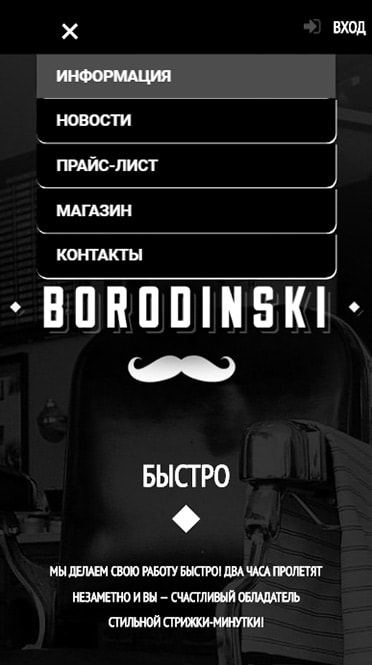 ВХОД
ИНФОРМАЦИЯ
НОВОСТИ
ПРАЙС-ЛИСТ
МАГАЗИН
КОНТАКТЫ
BORODINSKI
БЫСТРО
МЫ ДЕЛАЕМ СВОЮ РАБОТУ БЫСТРО! ДВА ЧАСА ПРОЛЕТЯТ
НЕЗАМЕТНО И ВЫ — СЧАСТЛИВЫЙ ОБЛАДАТЕЛЬ
СТИЛЬНОЙ СТРИЖКИ-МИНУТКИ!